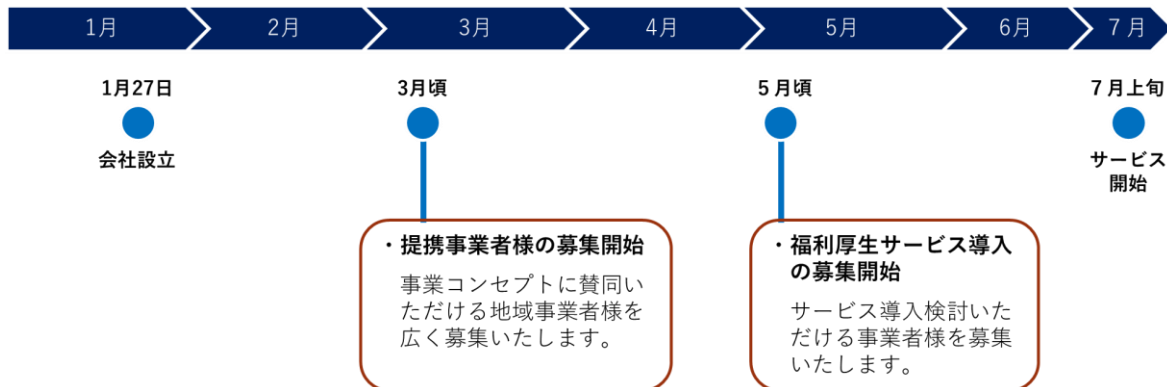 1月
2月
3月
4月
5月
6月
7月
1月27日
会社設立
3月頃
・提携事業者様の募集開始
事業コンセプトに賛同い
ただける地域事業者様を
広く募集いたします。
5月頃
・福利厚生サービス導入
の募集開始
サービス導入検討いた
だける事業者様を募集
いたします。
7月上旬
サービス
開始